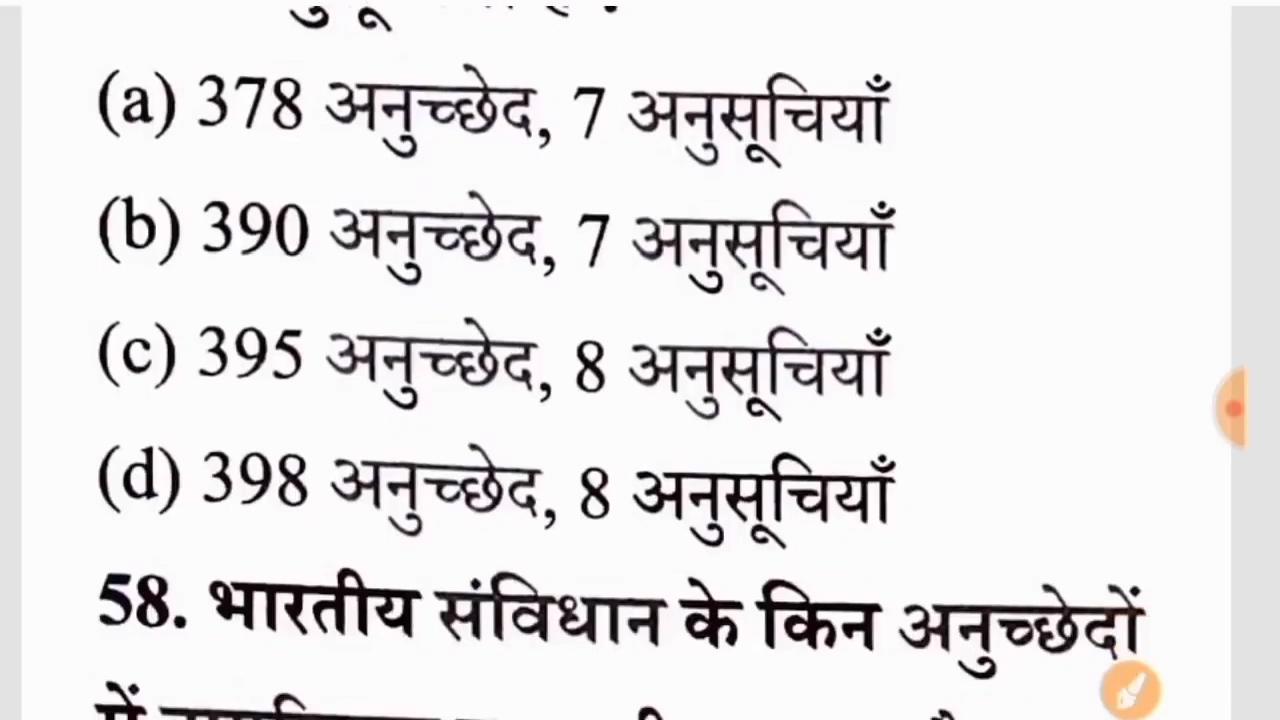 (a) 378 अनुच्छेद, 7 अनुसूचियाँ
(b) 390 अनुच्छेद, 7 अनुसूचियाँ
(c) 395 अनुच्छेद, 8 अनुसूचियाँ
(d) 398 अनुच्छेद, 8 अनुसूचियाँ
58. भारतीय संविधान के किन अनुच्छेदों
में